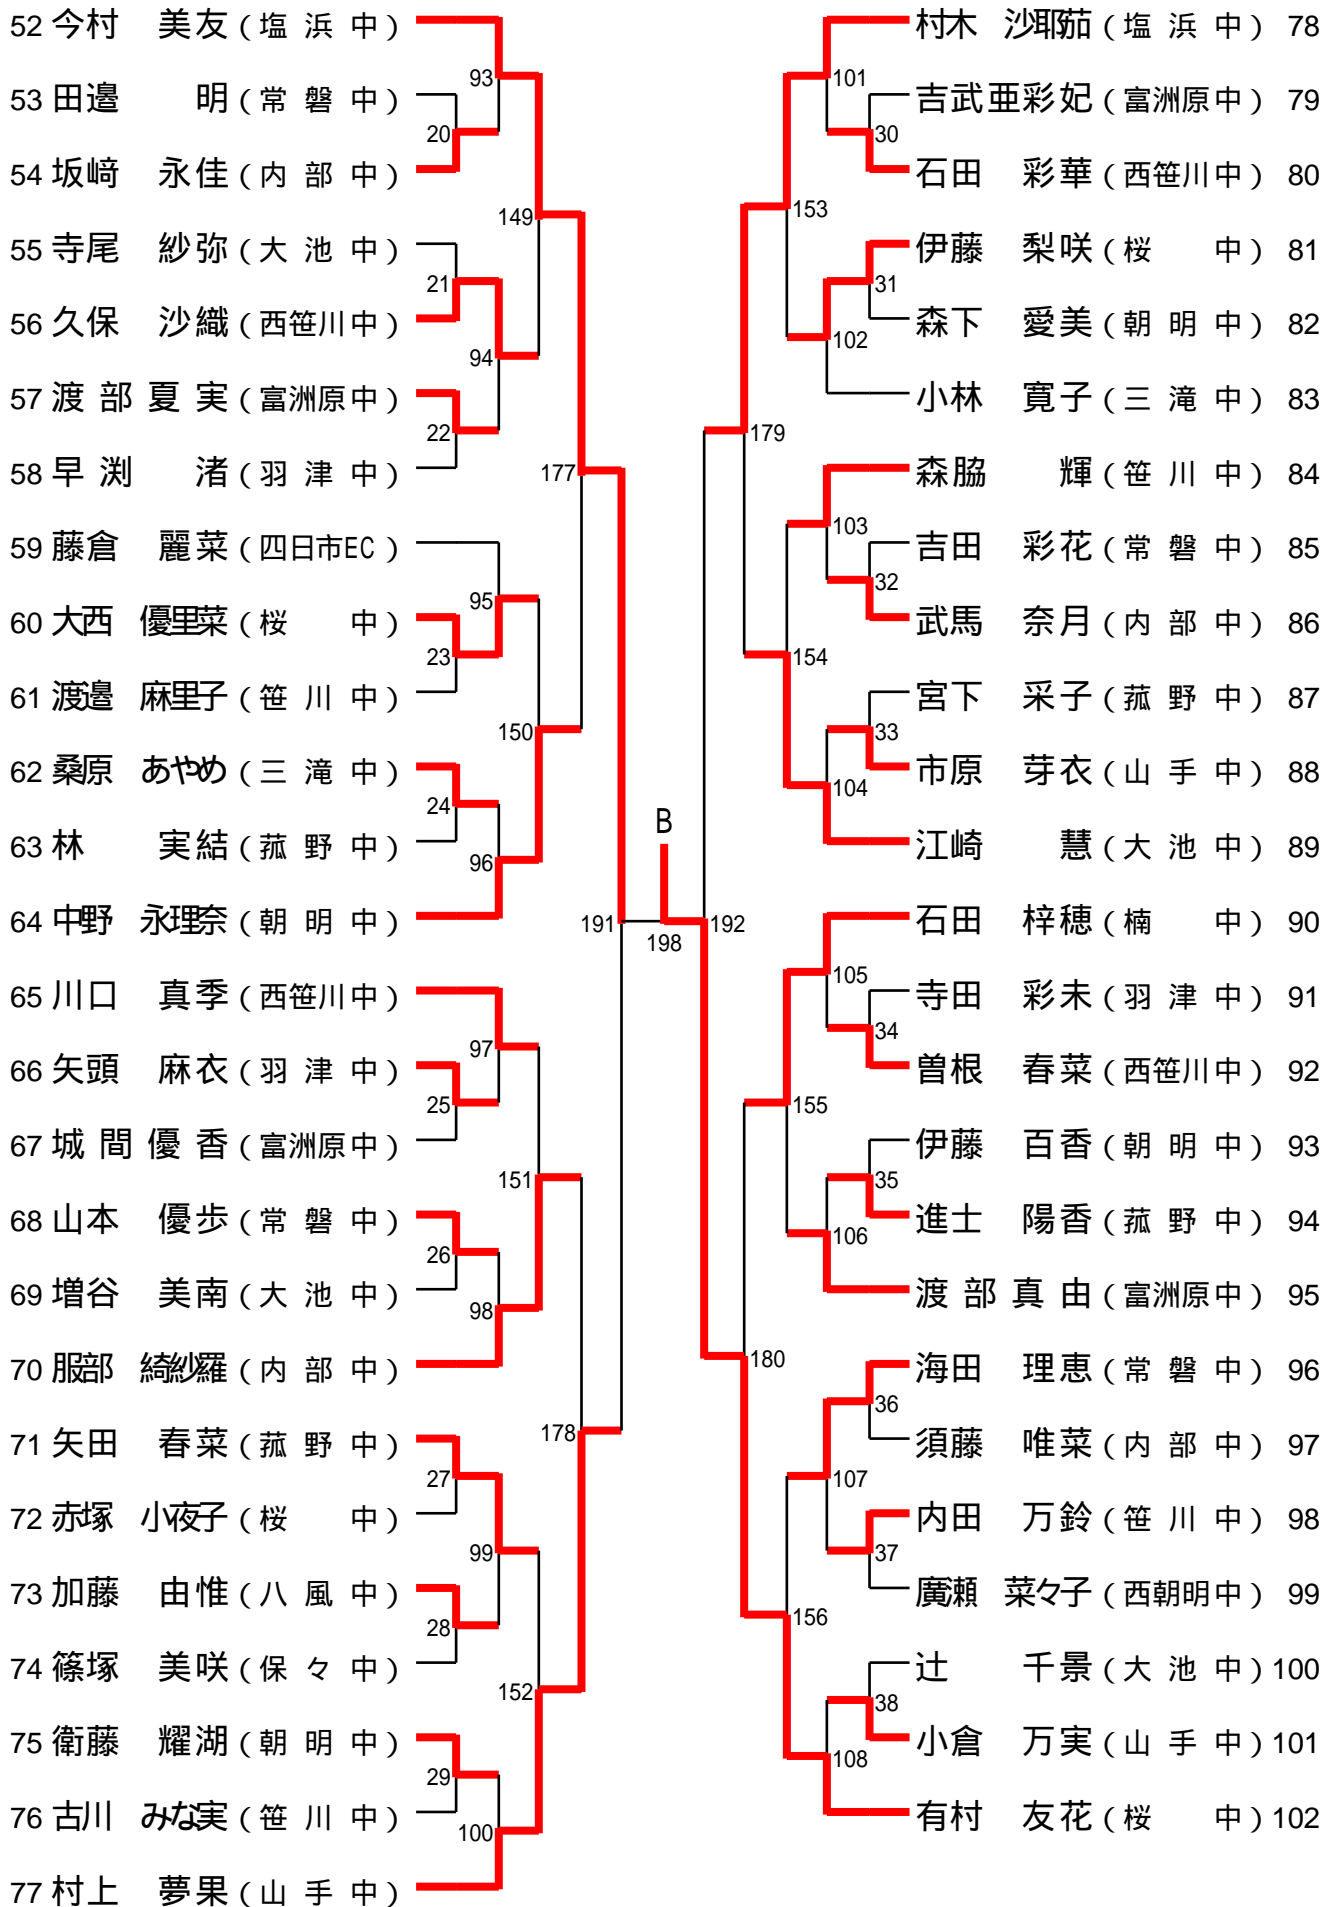 52 今村 美友 (塩浜中)
53 田邉 明 (常磐中)
54 坂﨑 永佳 (内部中)
55 寺尾 紗弥 (大池中)
56 久保 沙織 (西笹川中)
57 渡部夏実 (富洲原中)
58 早渕 渚 (羽津中)
59 藤倉 麗菜 (四日市EC)
60 大西 優里菜 (桜 中)
61 渡邉 麻里子 (笹川中)
62 桑原 あやめ (三滝中)
63 林 実結 (菰野中)
64 中野 永理奈 (朝明中)
65 川口 真季 (西笹川中)
66 矢頭 麻衣 (羽津中)
67 城間優香 (富洲原中)
68 山本 優歩 (常磐中)
69 増谷 美南 (大池中)
70 服部 綺紗羅 (内部中)
71 矢田 春菜 (菰野中)
72 赤塚 小夜子 (桜 中)
73 加藤 由惟 (八風中)
74 篠塚 美咲 (保々中)
75 衛藤 耀湖 (朝明中)
76 古川 みな実 (笹川中)
77 村上 夢果 (山手中)
20
21
22
23
24
25
26
27
28
29
93
94
95
96
97
98
99
100
149
150
151
152
177
178
191
B
198
192
179
180
153
154
155
156
101
102
103
104
105
106
107
108
30
31
32
33
34
35
36
37
38
村木 沙耶茄 (塩浜中) 78
吉武亜彩妃 (富洲原中) 79
石田 彩華 (西笹川中) 80
伊藤 梨咲 (桜 中) 81
森下 愛美 (朝明中) 82
小林 寛子 (三滝中) 83
森脇 輝 (笹川中) 84
吉田 彩花 (常磐中) 85
武馬 奈月 (内部中) 86
宮下 采子 (菰野中) 87
市原 芽衣 (山手中) 88
江崎 慧 (大池中) 89
石田 梓穂 (楠 中) 90
寺田 彩未 (羽津中) 91
曽根 春菜 (西笹川中) 92
伊藤 百香 (朝明中) 93
進士 陽香 (菰野中) 94
渡部真由 (富洲原中) 95
海田 理恵 (常磐中) 96
須藤 唯菜 (内部中) 97
内田 万鈴 (笹川中) 98
廣瀬 菜々子 (西朝明中) 99
辻 千景 (大池中) 100
小倉 万実 (山手中) 101
有村 友花 (桜 中) 102